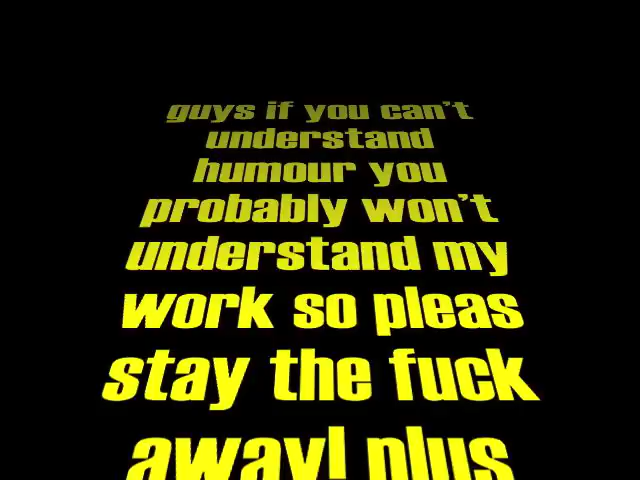 guys if you can't
understand
humour you
probably won't
understand my
work so pleas
stay the fuck
away! plus